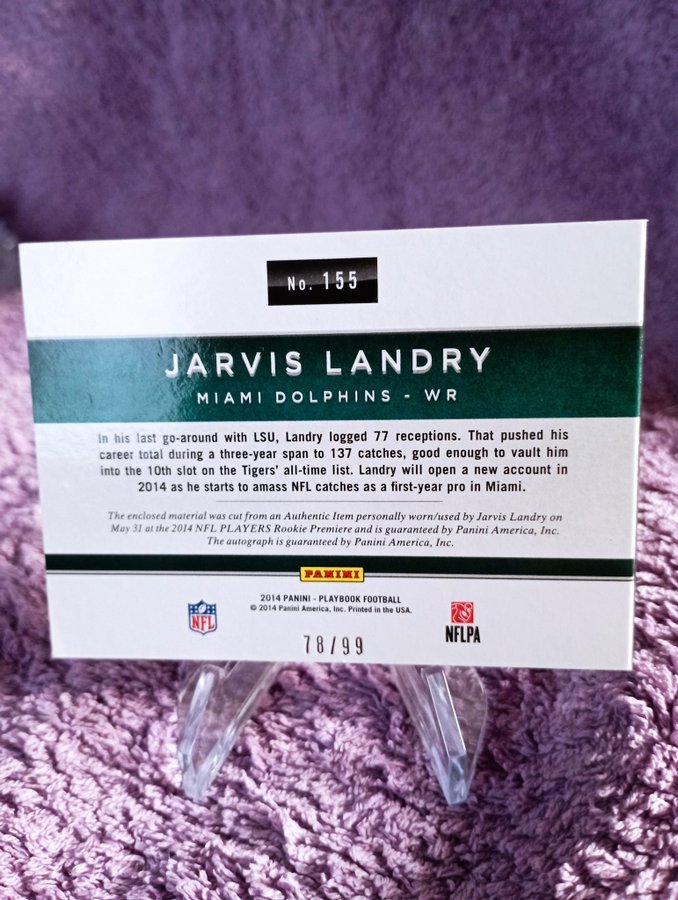 No. 155
JARVIS LANDRY
MIAMI DOLPHINS - WR
In his last go-around with LSU, Landry logged 77 receptions. That pushed his
career total during a three-year span to 137 catches, good enough to vault him
into the 10th slot on the Tigers' all-time list. Landry will open a new account in
2014 as he starts to amass NFL catches as a first-year pro in Miami.
The enclosed material was cut from an Authentic Item personally worn/used by Jarvis Landry on
May 31 at the 2014 NFL PLAYERS Rookie Premiere and is guaranteed by Panini America, Inc.
The autograph is guaranteed by Panini America, Inc.
PANINI
2014 PANINI - PLAYBOOK FOOTBALL
© 2014 Panini America, Inc. Printed in the USA.
NFL
NFLPA
78/99